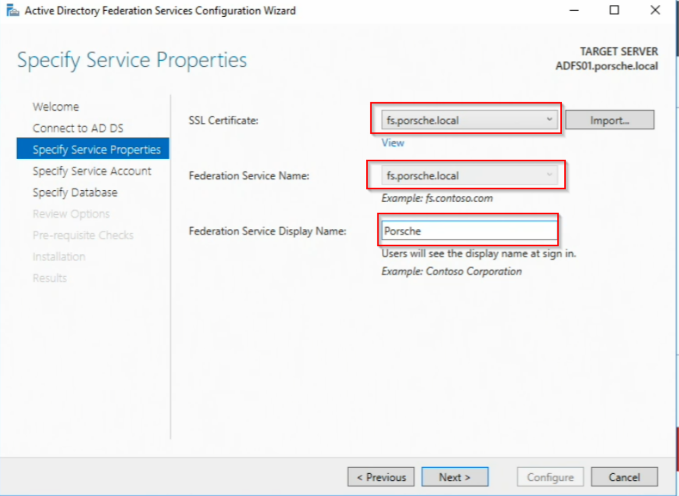 Active Directory Federation Services Configuration Wizard
Specify Service Properties
TARGET SERVER
ADFS01.porsche.local
Welcome
Connect to AD DS
Specify Service Properties
Specify Service Account
Specify Database
Review Options
Pre-requisite Checks
Installation
Results
SSL Certificate:
fs.porsche.local
Import...
View
Federation Service Name:
fs.porsche.local
Example: fs.contoso.com
Federation Service Display Name:
Porsche
Users will see the display name at sign in.
Example: Contoso Corporation
< Previous
Next >
Configure
Cancel